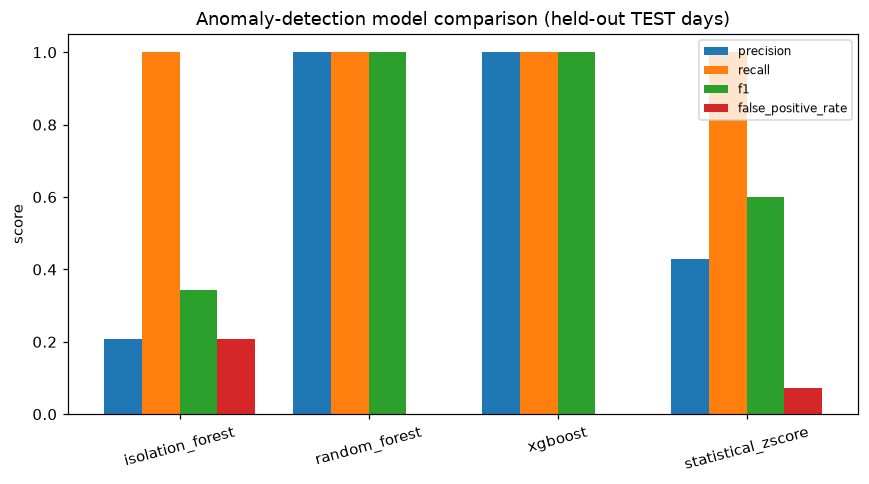 Anomaly-detection model comparison (held-out TEST days)
precision
recall
f1
false_positive_rate
score
1.0
0.8
0.6
0.4
0.2
0.0
isolation_forest
random_forest
xgboost
statistical_zscore